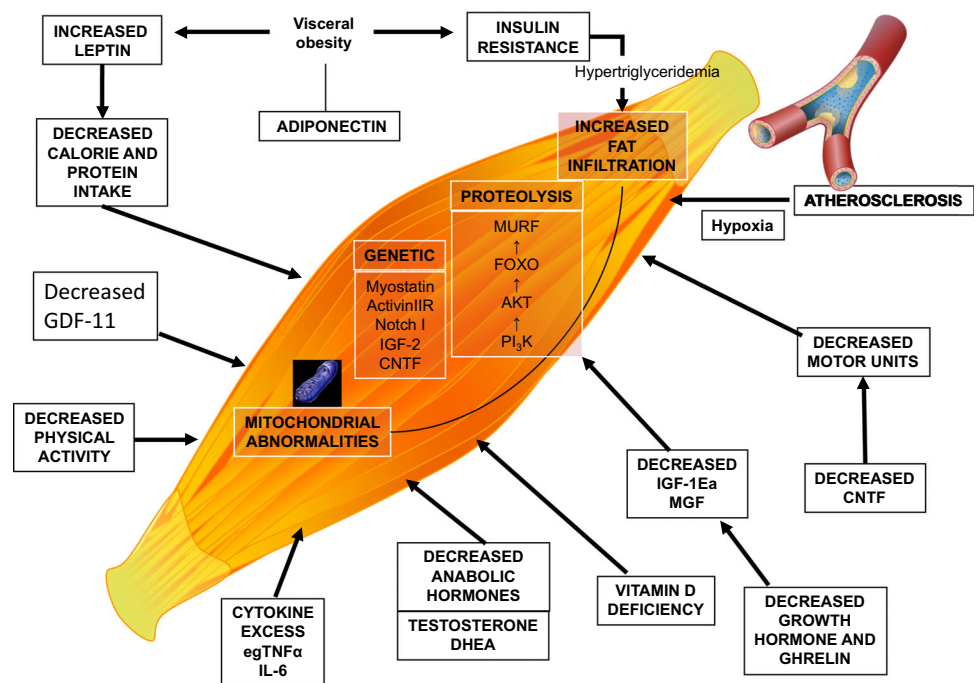 INCREASED
LEPTIN
Visceral
obesity
INSULIN
RESISTANCE
Hypertriglyceridemia
ADIPONECTIN
DECREASED
CALORIE AND
PROTEIN
INTAKE
INCREASED
FAT
INFILTRATION
ATHEROSCLEROSIS
Hypoxia
PROTEOLYSIS
MURF
↑
FOXO
↑
AKT
↑
PI₃K
GENETIC
Myostatin
ActivinIIR
Notch I
IGF-2
CNTF
Decreased
GDF-11
DECREASED
MOTOR UNITS
MITOCHONDRIAL
ABNORMALITIES
DECREASED
PHYSICAL
ACTIVITY
DECREASED
IGF-1Ea
MGF
DECREASED
CNTF
CYTOKINE
EXCESS
egTNFα
IL-6
DECREASED
ANABOLIC
HORMONES
TESTOSTERONE
DHEA
VITAMIN D
DEFICIENCY
DECREASED
GROWTH
HORMONE AND
GHRELIN